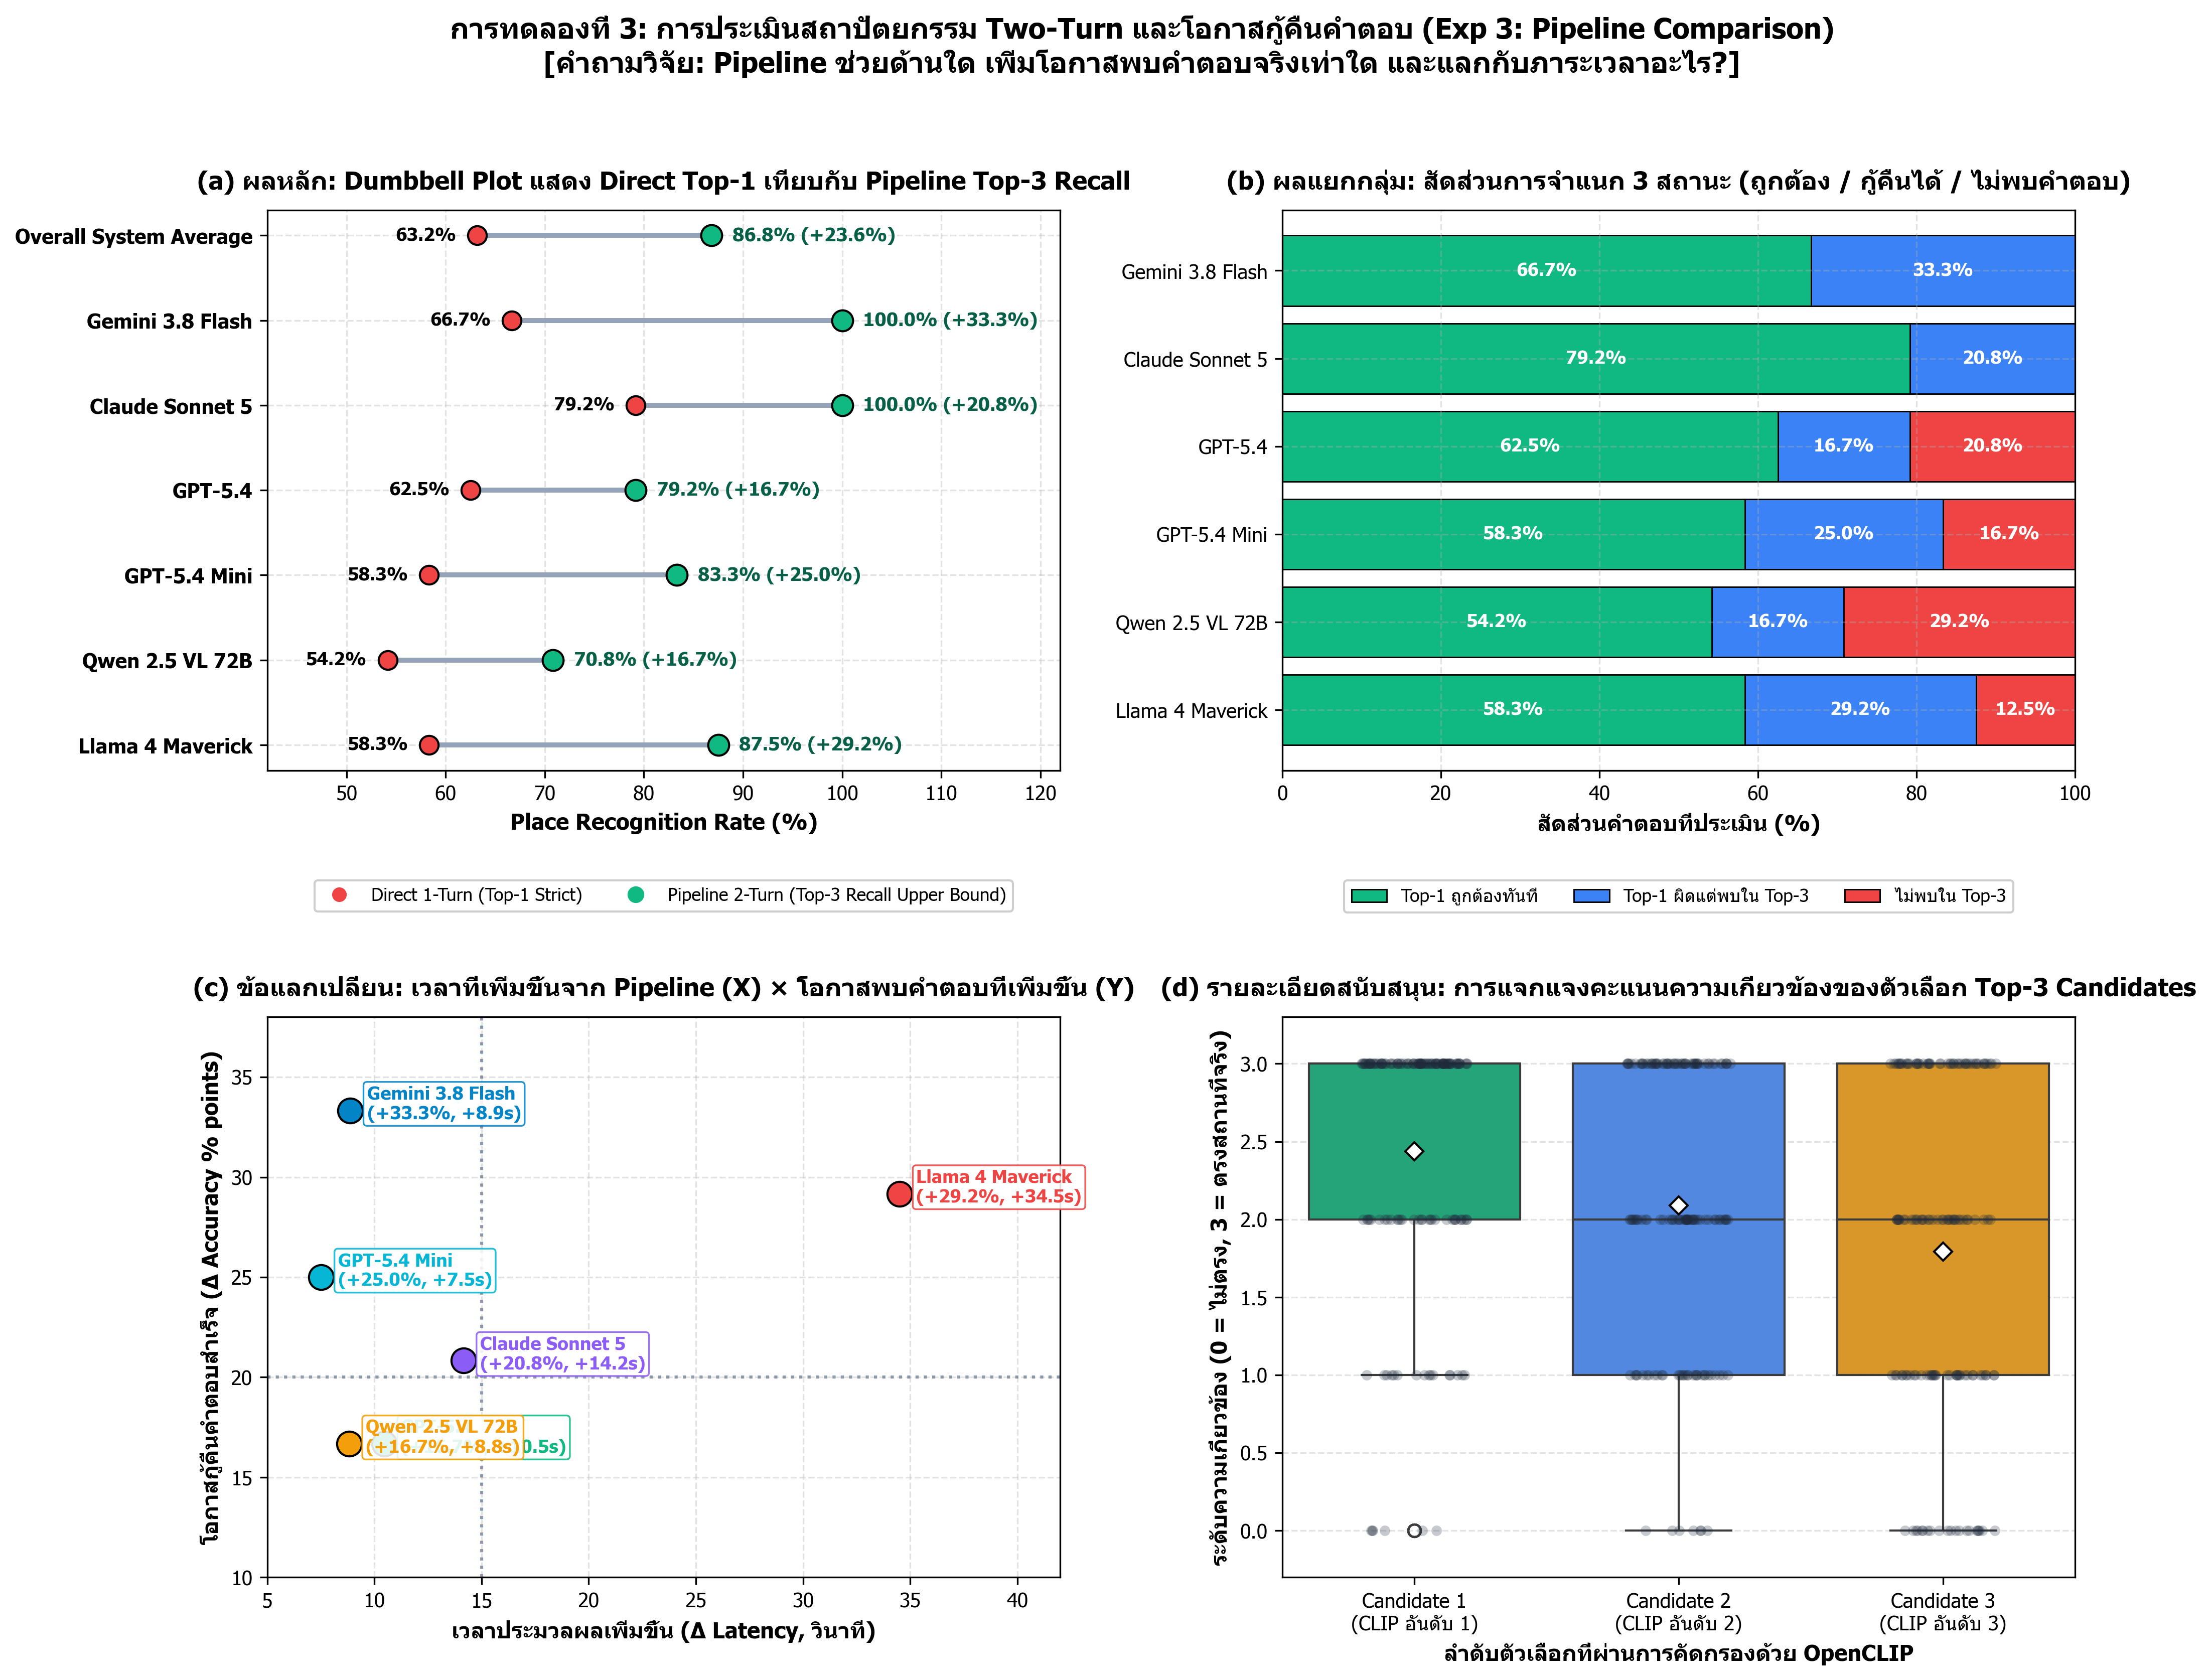 การทดลองที่ 3: การประเมินสถาปัตยกรรม Two-Turn และโอกาสกู้คืนคำตอบ (Exp 3: Pipeline Comparison)
[คำถามวิจัย: Pipeline ช่วยด้านใด เพิ่มโอกาสพบคำตอบจริงเท่าใด และแลกกับภาระเวลาอะไร?]
(a) ผลหลัก: Dumbbell Plot แสดง Direct Top-1 เทียบกับ Pipeline Top-3 Recall
Overall System Average
63.2%
86.8% (+23.6%)
Gemini 3.8 Flash
66.7%
100.0% (+33.3%)
Claude Sonnet 5
79.2%
100.0% (+20.8%)
GPT-5.4
62.5%
79.2% (+16.7%)
GPT-5.4 Mini
58.3%
83.3% (+25.0%)
Qwen 2.5 VL 72B
54.2%
70.8% (+16.7%)
Llama 4 Maverick
58.3%
87.5% (+29.2%)
50 60 70 80 90 100 110 120
Place Recognition Rate (%)
Direct 1-Turn (Top-1 Strict)
Pipeline 2-Turn (Top-3 Recall Upper Bound)
(b) ผลแยกกลุ่ม: สัดส่วนการจำแนก 3 สถานะ (ถูกต้อง / กู้คืนได้ / ไม่พบคำตอบ)
Gemini 3.8 Flash
66.7% 33.3%
Claude Sonnet 5
79.2% 20.8%
GPT-5.4
62.5% 16.7% 20.8%
GPT-5.4 Mini
58.3% 25.0% 16.7%
Qwen 2.5 VL 72B
54.2% 16.7% 29.2%
Llama 4 Maverick
58.3% 29.2% 12.5%
0 20 40 60 80 100
สัดส่วนคำตอบที่ประเมิน (%)
Top-1 ถูกต้องทันที
Top-1 ผิดแต่พบใน Top-3
ไม่พบใน Top-3
(c) ข้อแลกเปลี่ยน: เวลาที่เพิ่มขึ้นจาก Pipeline (X) × โอกาสพบคำตอบที่เพิ่มขึ้น (Y)
โอกาสกู้คืนคำตอบสำเร็จ (Δ Accuracy % points)
35
30
25
20
15
10
Gemini 3.8 Flash
(+33.3%, +8.9s)
Llama 4 Maverick
(+29.2%, +34.5s)
GPT-5.4 Mini
(+25.0%, +7.5s)
Claude Sonnet 5
(+20.8%, +14.2s)
Qwen 2.5 VL 72B
(+16.7%, +8.8s)
0.5s)
5 10 15 20 25 30 35 40
เวลาประมวลผลเพิ่มขึ้น (Δ Latency, วินาที)
(d) รายละเอียดสนับสนุน: การแจกแจงคะแนนความเกี่ยวข้องของตัวเลือก Top-3 Candidates
ระดับความเกี่ยวข้อง (0 = ไม่ตรง, 3 = ตรงสถานที่จริง)
3.0
2.5
2.0
1.5
1.0
0.5
0.0
Candidate 1
(CLIP อันดับ 1)
Candidate 2
(CLIP อันดับ 2)
Candidate 3
(CLIP อันดับ 3)
ลำดับตัวเลือกที่ผ่านการคัดกรองด้วย OpenCLIP